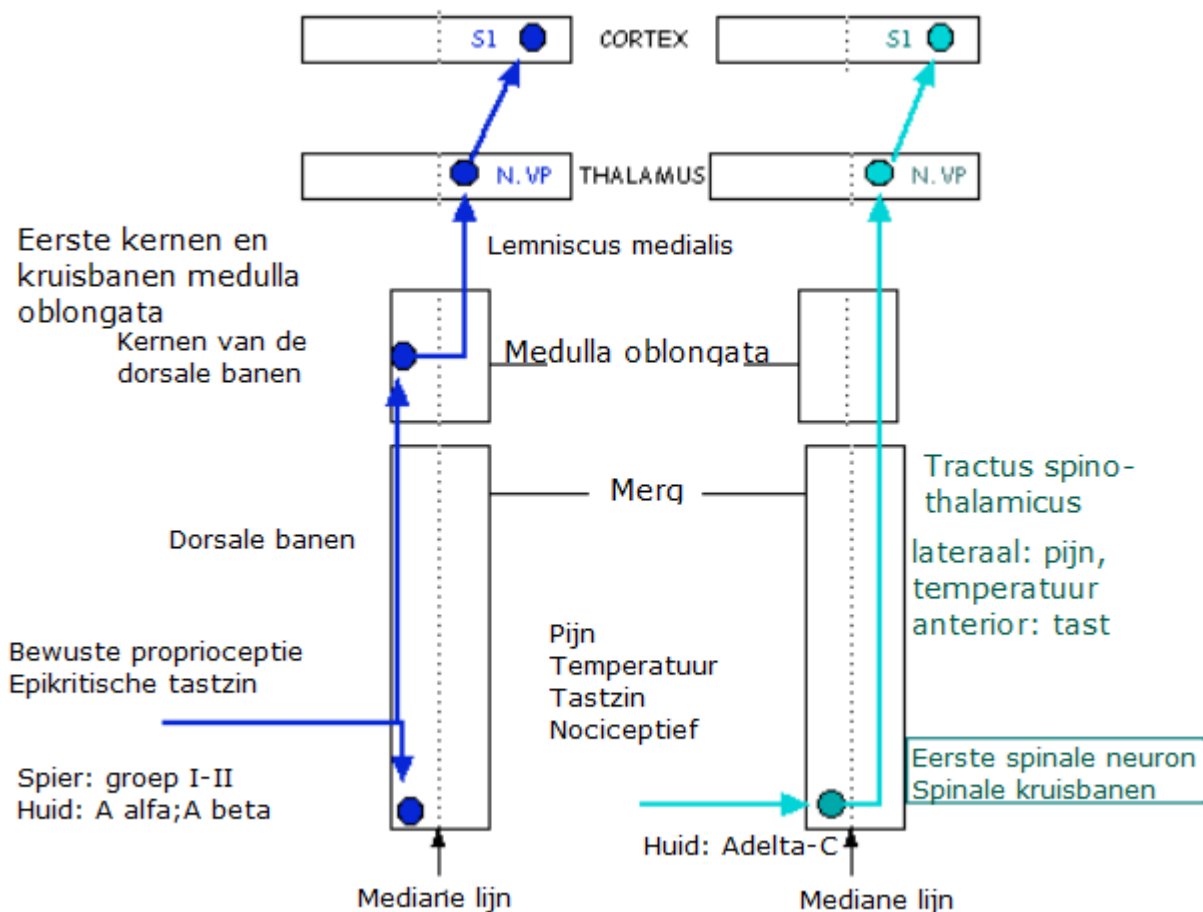 S1
CORTEX
S1
N. VP
THALAMUS
N. VP
Eerste kernen en
kruisbanen medulla
oblongata
Lemniscus medialis
Kernen van de
dorsale banen
Medulla oblongata
Merg
Tractus spino-
thalamicus
lateraal: pijn,
temperatuur
anterior: tast
Dorsale banen
Bewuste proprioceptie
Epikritische tastzin
Pijn
Temperatuur
Tastzin
Nociceptief
Spier: groep I-II
Huid: A alfa;A beta
Eerste spinale neuron
Spinale kruisbanen
Huid: Adelta-C
Mediane lijn
Mediane lijn